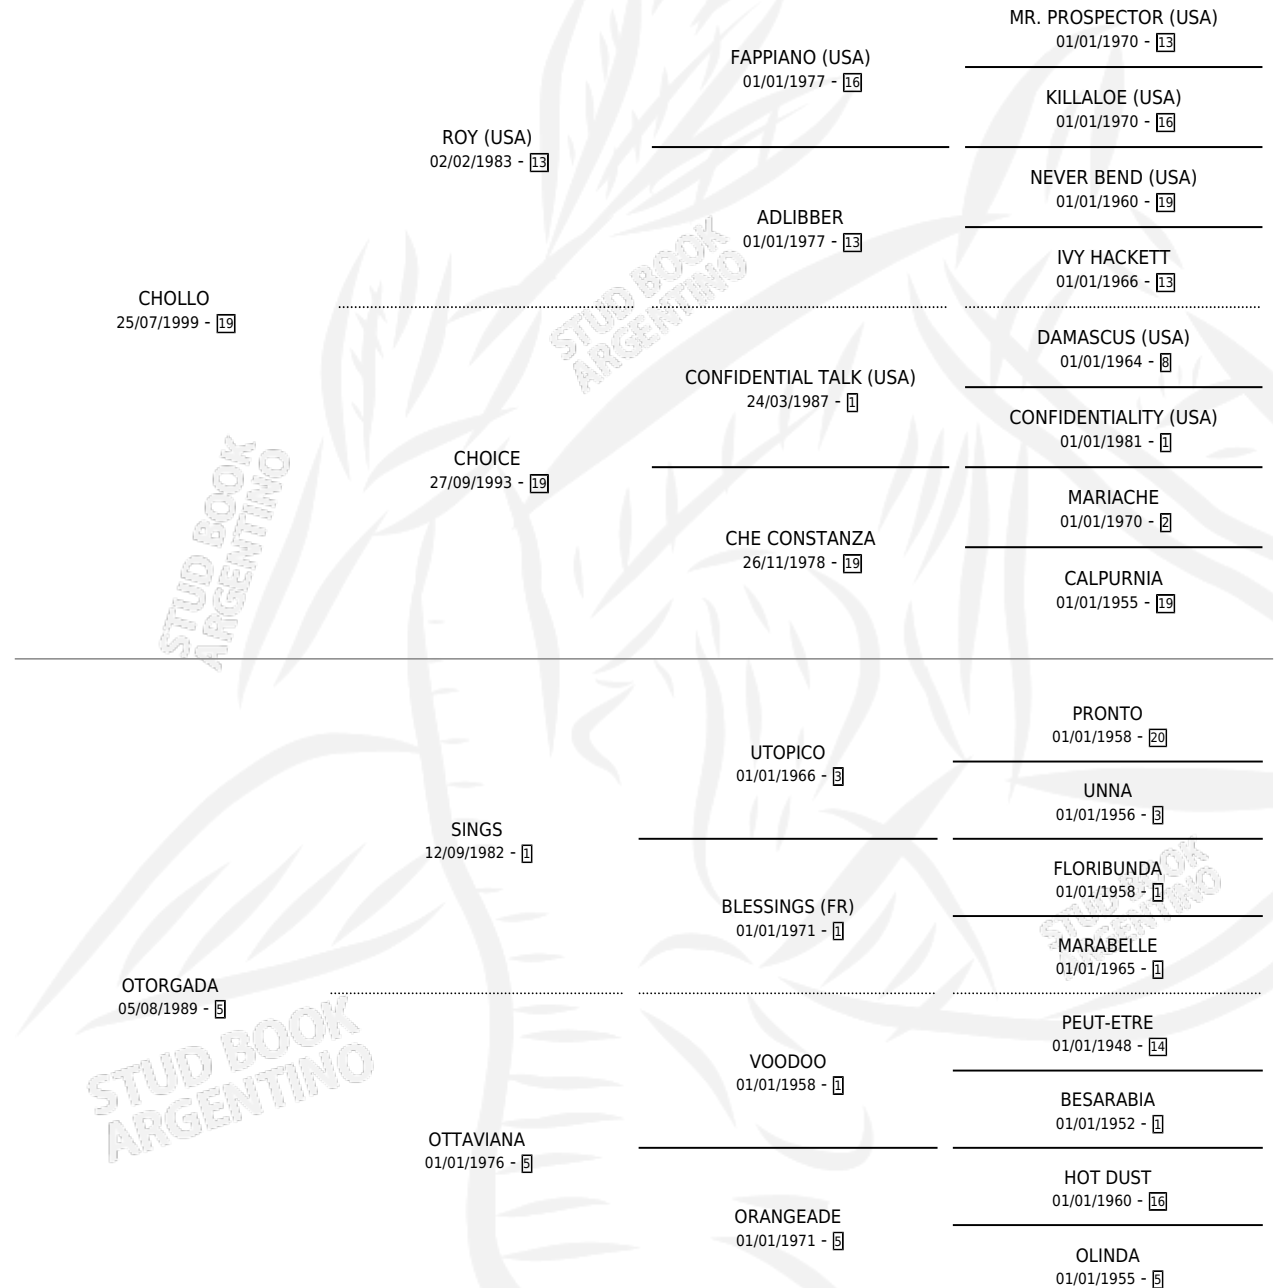 MR. PROSPECTOR (USA)
01/01/1970 - 13
FAPPIANO (USA)
01/01/1977 - 16
KILLALOE (USA)
01/01/1970 - 16
ROY (USA)
02/02/1983 - 13
NEVER BEND (USA)
01/01/1960 - 19
ADLIBBER
01/01/1977 - 13
IVY HACKETT
01/01/1966 - 13
CHOLLO
25/07/1999 - 19
STUD BOOK
ARGENTINO
DAMASCUS (USA)
01/01/1964 - 8
CONFIDENTIAL TALK (USA)
24/03/1987 - 1
CONFIDENTIALITY (USA)
01/01/1981 - 1
CHOICE
27/09/1993 - 19
MARIACHE
01/01/1970 - 2
CHE CONSTANZA
26/11/1978 - 19
CALPURNIA
01/01/1955 - 19
STUD BOOK
ARGENTINO
PRONTO
01/01/1958 - 20
UTOPICO
01/01/1966 - 3
UNNA
01/01/1956 - 3
SINGS
12/09/1982 - 1
FLORIBUNDA
01/01/1958 - 1
BLESSINGS (FR)
01/01/1971 - 1
MARABELLE
01/01/1965 - 1
STUD BOOK
ARGENTINO
OTORGADA
05/08/1989 - 5
STUD BOOK
ARGENTINO
PEUT-ETRE
01/01/1948 - 14
VOODOO
01/01/1958 - 1
BESARABIA
01/01/1952 - 1
OTTAVIANA
01/01/1976 - 5
HOT DUST
01/01/1960 - 16
ORANGEADE
01/01/1971 - 5
OLINDA
01/01/1955 - 5